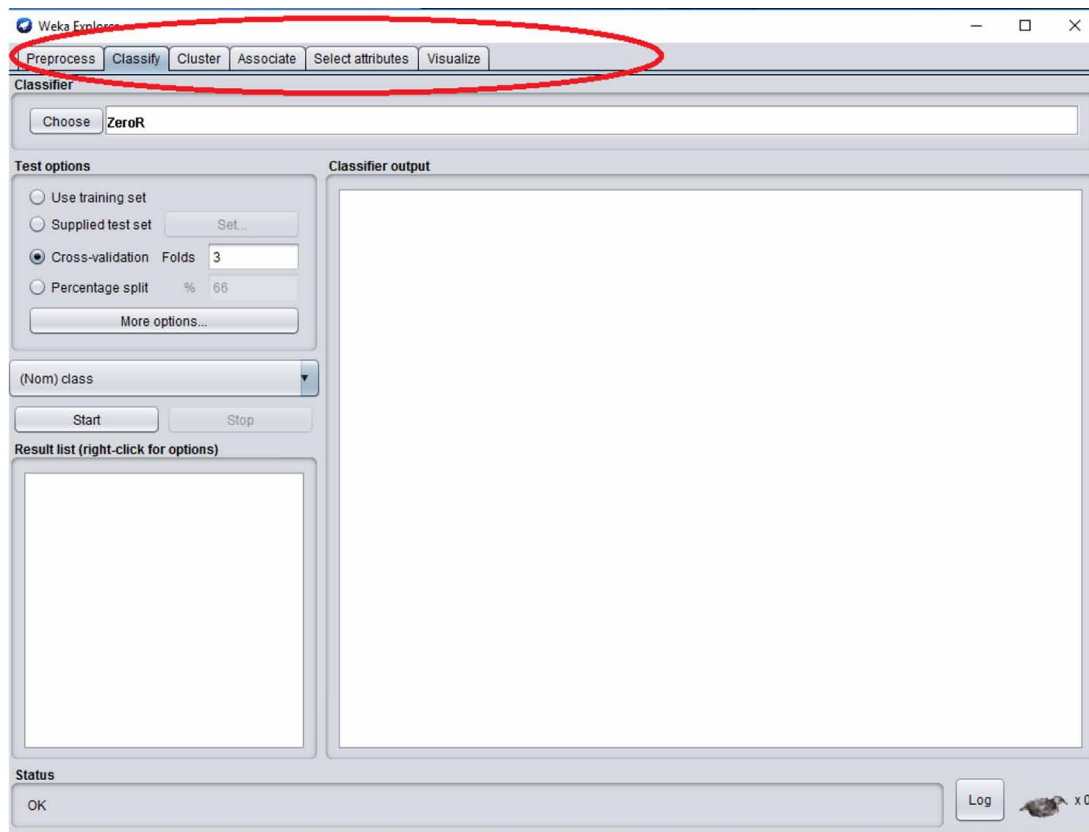 Weka Explorer
Preprocess Classify Cluster Associate Select attributes Visualize
Classifier
Choose ZeroR
Test options
Use training set
Supplied test set Set...
Cross-validation Folds 3
Percentage split % 66
More options...
(Nom) class
Start Stop
Result list (right-click for options)
Classifier output
Status
OK
Log
x 0